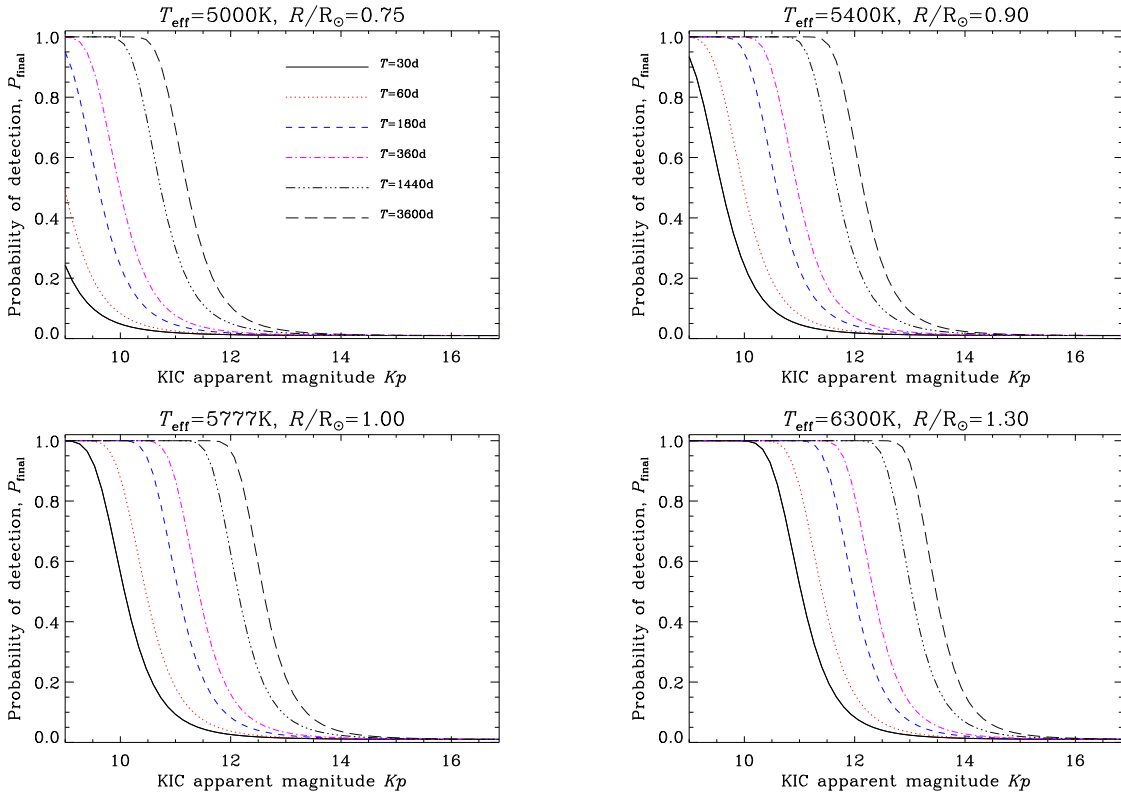 T_eff=5000K, R/R☉=0.75
1.0
0.8
0.6
0.4
0.2
0.0
Probability of detection, P_final
T=30d
T=60d
T=180d
T=360d
T=1440d
T=3600d
10 12 14 16
KIC apparent magnitude Kp
T_eff=5400K, R/R☉=0.90
1.0
0.8
0.6
0.4
0.2
0.0
Probability of detection, P_final
10 12 14 16
KIC apparent magnitude Kp
T_eff=5777K, R/R☉=1.00
1.0
0.8
0.6
0.4
0.2
0.0
Probability of detection, P_final
10 12 14 16
KIC apparent magnitude Kp
T_eff=6300K, R/R☉=1.30
1.0
0.8
0.6
0.4
0.2
0.0
Probability of detection, P_final
10 12 14 16
KIC apparent magnitude Kp